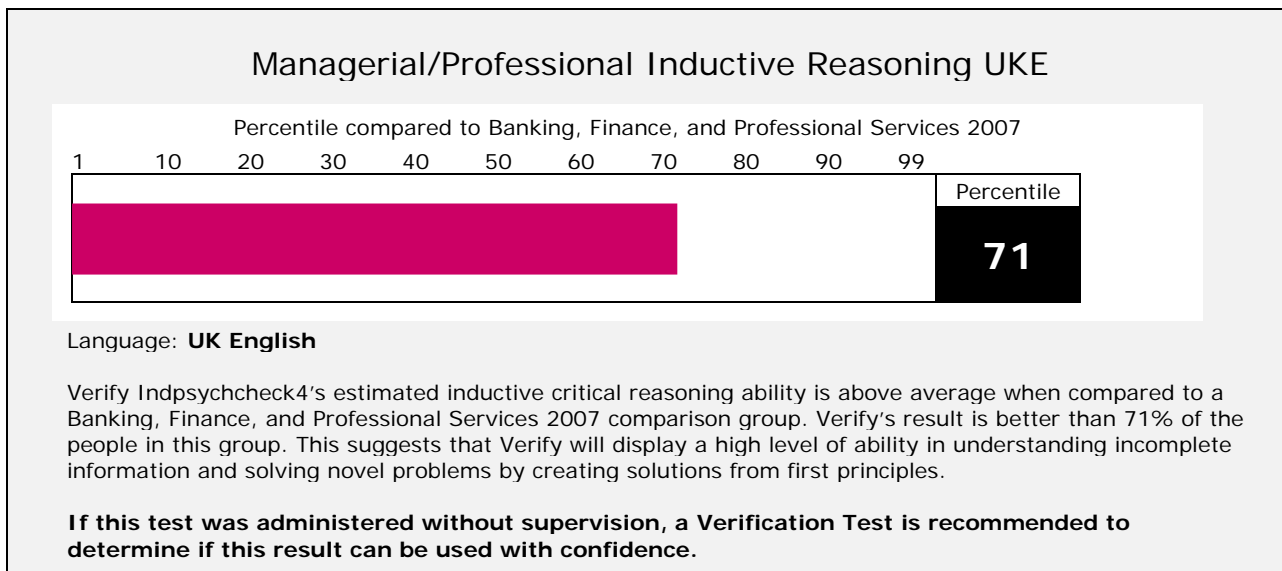 Managerial/Professional Inductive Reasoning UKE
Percentile compared to Banking, Finance, and Professional Services 2007
1 10 20 30 40 50 60 70 80 90 99
Percentile
71
Language: UK English
Verify Indpsychcheck4's estimated inductive critical reasoning ability is above average when compared to a
Banking, Finance, and Professional Services 2007 comparison group. Verify's result is better than 71% of the
people in this group. This suggests that Verify will display a high level of ability in understanding incomplete
information and solving novel problems by creating solutions from first principles.
If this test was administered without supervision, a Verification Test is recommended to
determine if this result can be used with confidence.